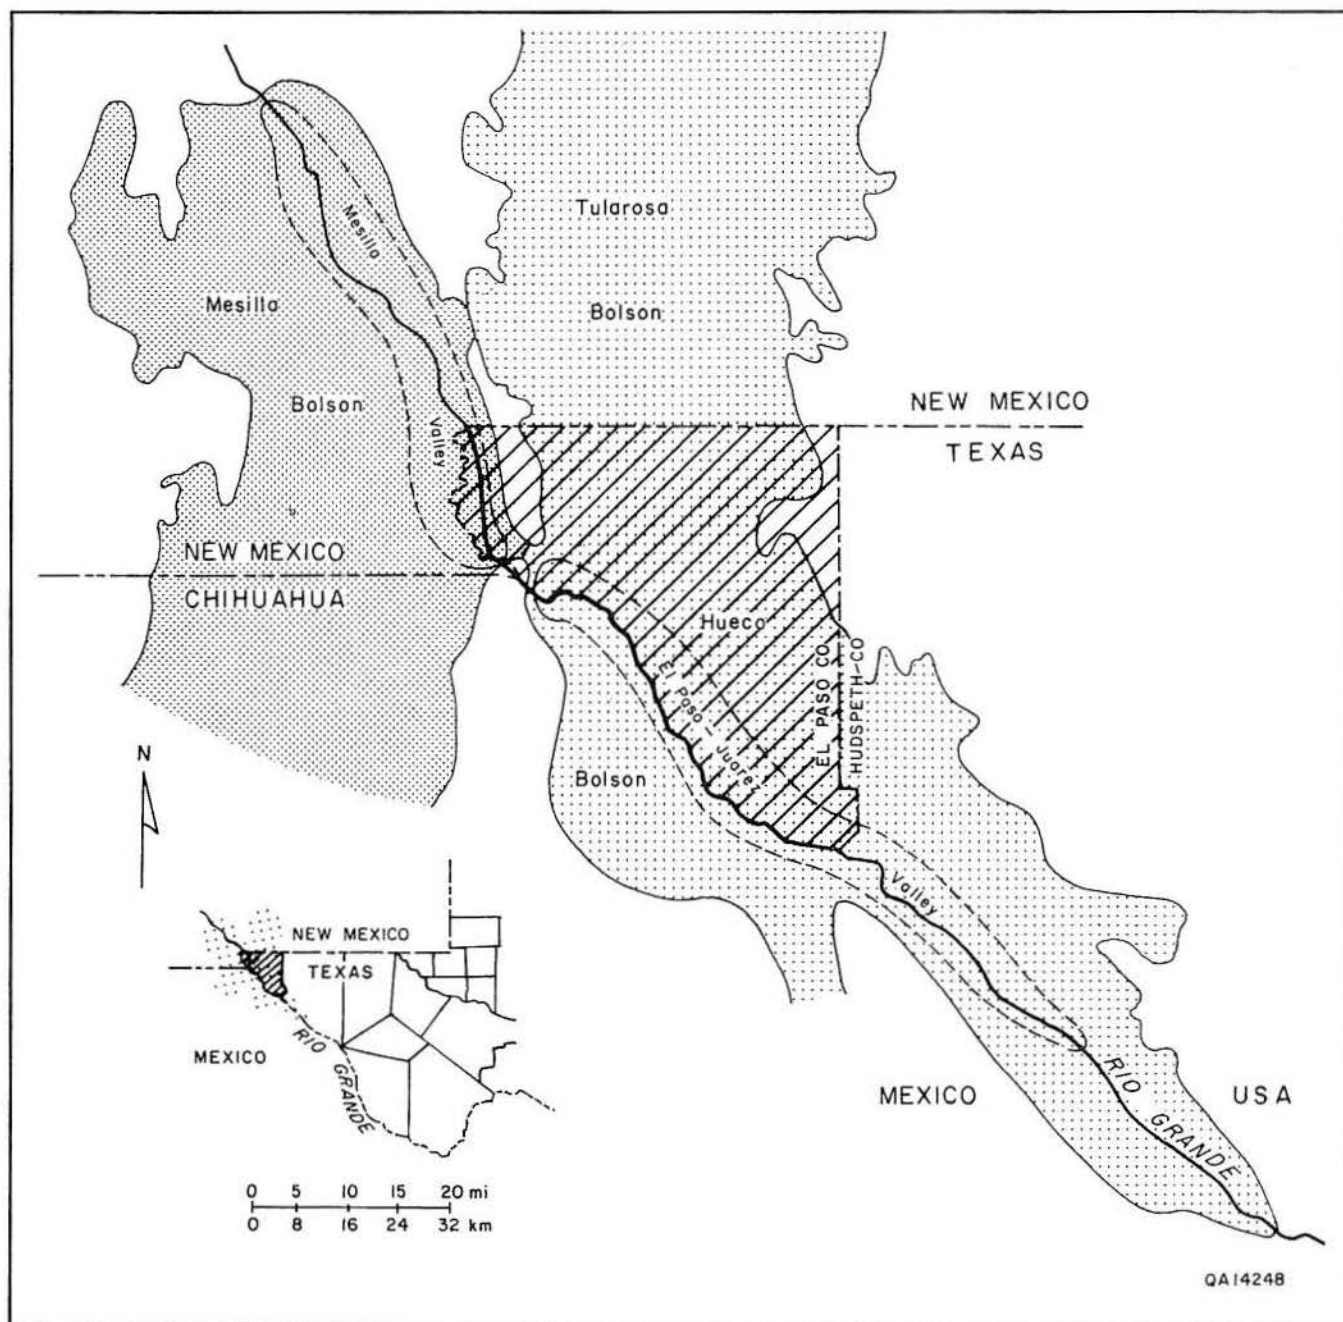 Tularosa
Mesilla
Mesilla
Bolson
Bolson
NEW MEXICO
TEXAS
Valley
NEW MEXICO
CHIHUAHUA
Hueco
El Paso - Juarez
EL PASO CO
HUDSPETH CO
Bolson
Valley
N
NEW MEXICO
TEXAS
MEXICO
RIO GRANDE
MEXICO
USA
RIO GRANDE
0 5 10 15 20 mi
0 8 16 24 32 km
QA14248